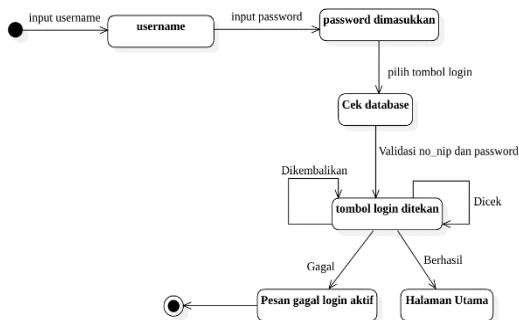 input username
username
input password
password dimasukkan
pilih tombol login
Cek database
Validasi no_nip dan password
Dikembalikan
tombol login ditekan
Dicek
Gagal
Berhasil
Pesan gagal login aktif
Halaman Utama